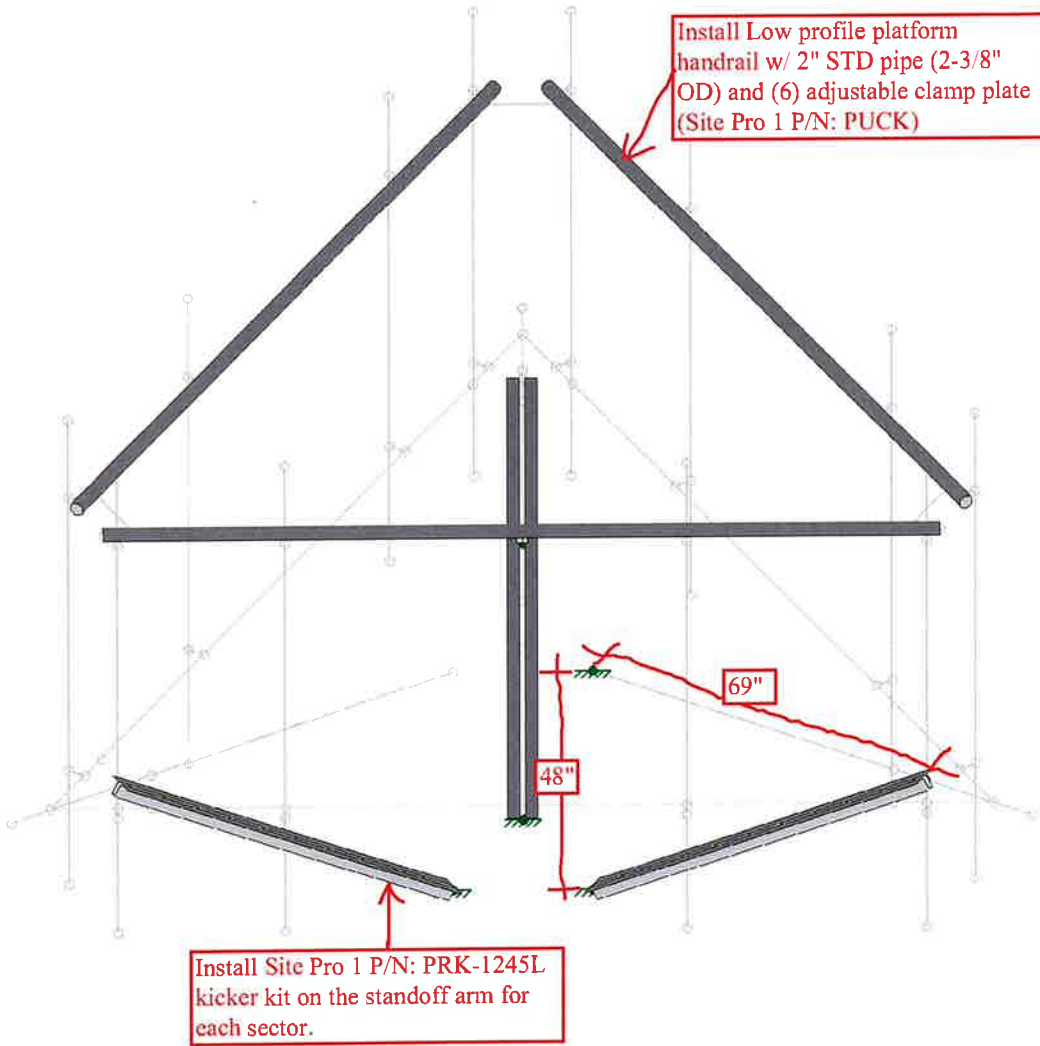 Install Low profile platform
handrail w/ 2" STD pipe (2-3/8"
OD) and (6) adjustable clamp plate
(Site Pro 1 P/N: PUCK)
69"
48"
Install Site Pro 1 P/N: PRK-1245L
kicker kit on the standoff arm for
each sector.